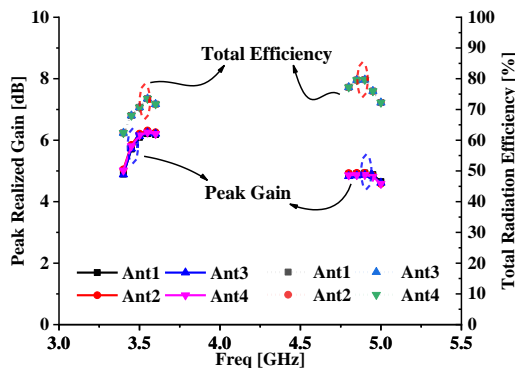 Peak Realized Gain [dB]
10
8
6
4
2
0
Total Efficiency
Peak Gain
Ant1 Ant3 Ant1 Ant3
Ant2 Ant4 Ant2 Ant4
100
90
80
70
60
50
40
30
20
10
0
Total Radiation Efficiency [%]
3.0 3.5 4.0 4.5 5.0 5.5
Freq [GHz]